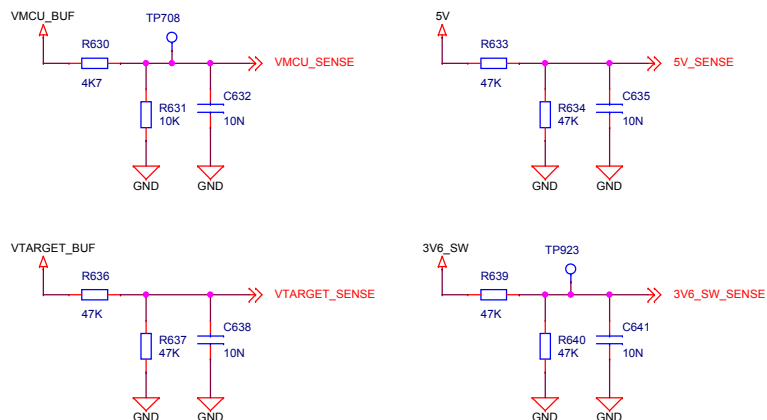 VMCU_BUF
TP708
R630
4K7
VMCU_SENSE
R631
10K
C632
10N
GND
GND
5V
R633
47K
5V_SENSE
R634
47K
C635
10N
GND
GND
VTARGET_BUF
R636
47K
VTARGET_SENSE
R637
47K
C638
10N
GND
GND
3V6_SW
TP923
R639
47K
3V6_SW_SENSE
R640
47K
C641
10N
GND
GND